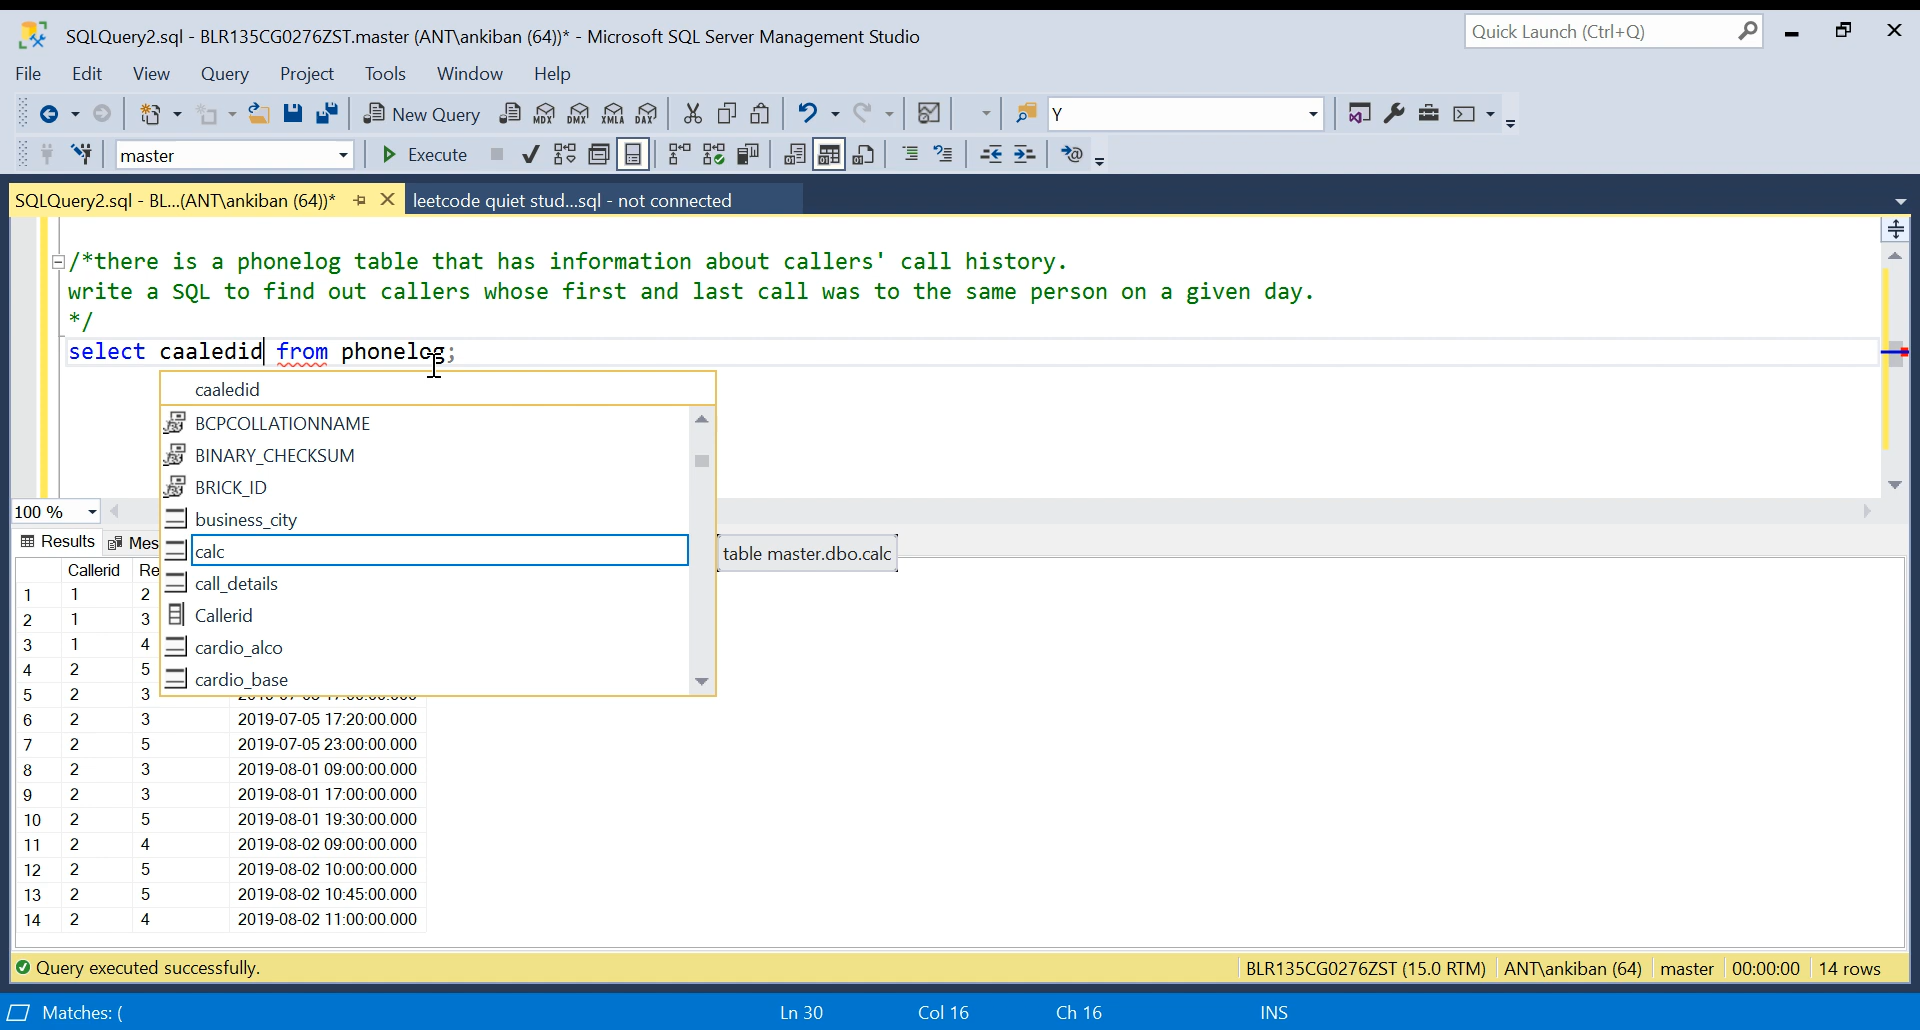 SQLQuery2.sql - BLR135CG0276ZST.master (ANT\ankiban (64))* - Microsoft SQL Server Management Studio
Quick Launch (Ctrl+Q)
File Edit View Query Project Tools Window Help
New Query MDX DMX XMLA DAX Y
master Execute
SQLQuery2.sql - BL...(ANT\ankiban (64))* leetcode quiet stud...sql - not connected
/*there is a phonelog table that has information about callers' call history.
write a SQL to find out callers whose first and last call was to the same person on a given day.
*/
select caaledid from phonelog;
caaledid
BCPCOLLATIONNAME
BINARY_CHECKSUM
BRICK_ID
business_city
calc
table master.dbo.calc
call_details
Callerid
cardio_alco
cardio_base
100 %
Results Mes
Callerid Re
1 1 2
2 1 3
3 1 4
4 2 5
5 2 3
6 2 3 2019-07-05 17:20:00.000
7 2 5 2019-07-05 23:00:00.000
8 2 3 2019-08-01 09:00:00.000
9 2 3 2019-08-01 17:00:00.000
10 2 5 2019-08-01 19:30:00.000
11 2 4 2019-08-02 09:00:00.000
12 2 5 2019-08-02 10:00:00.000
13 2 5 2019-08-02 10:45:00.000
14 2 4 2019-08-02 11:00:00.000
Query executed successfully. BLR135CG0276ZST (15.0 RTM) ANT\ankiban (64) master 00:00:00 14 rows
Matches: ( Ln 30 Col 16 Ch 16 INS